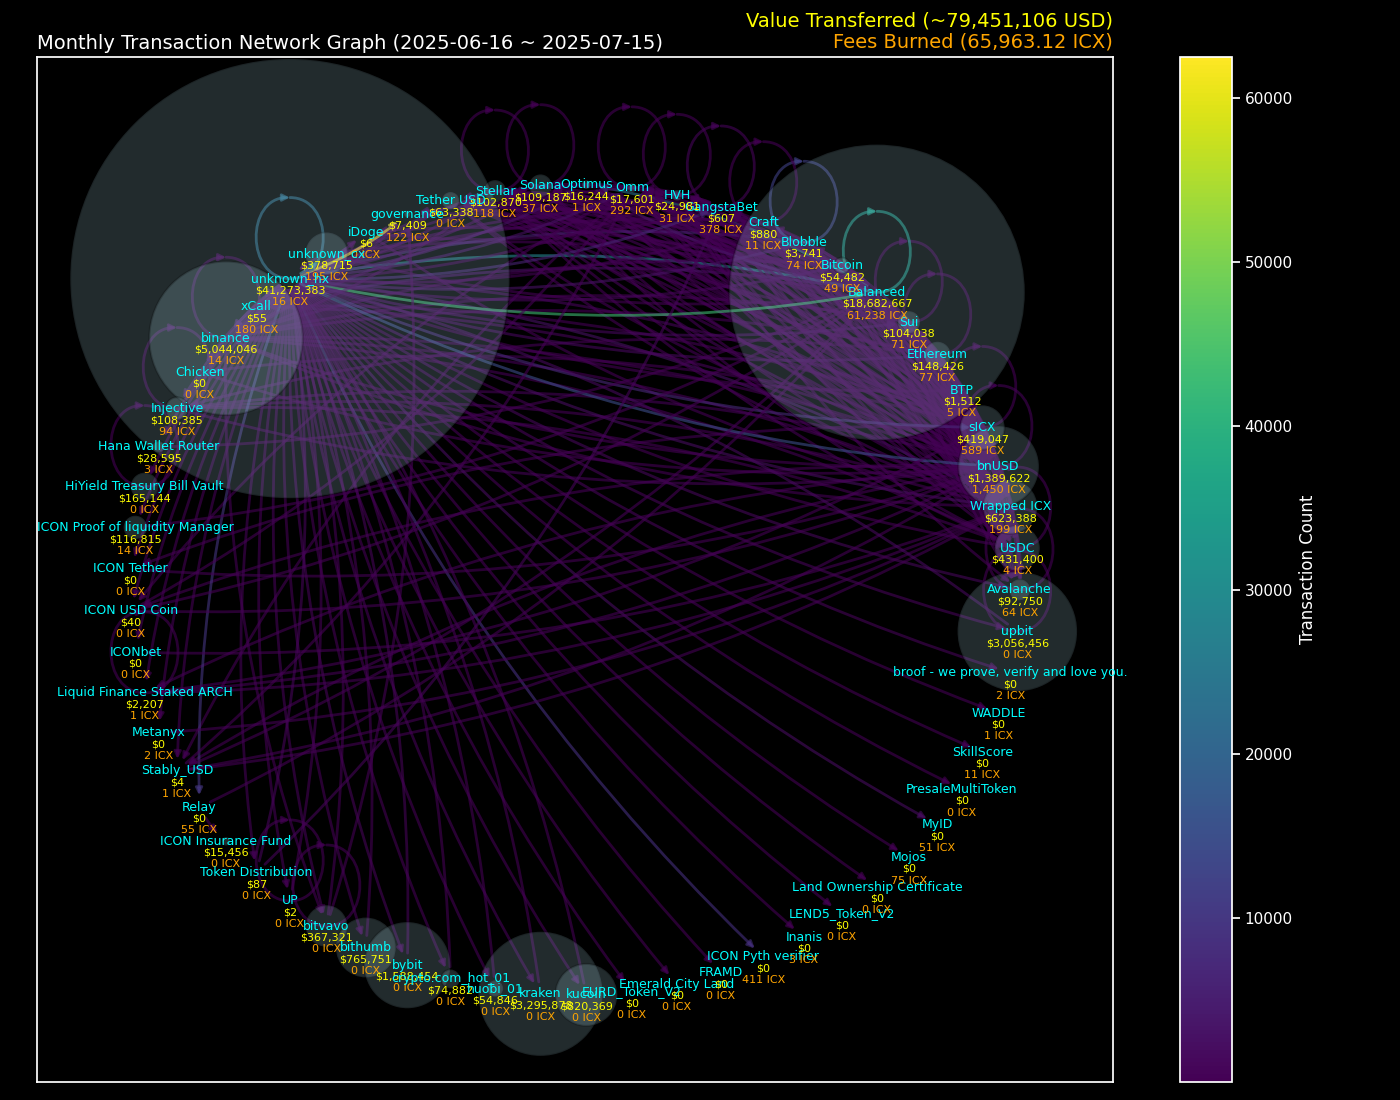 Value Transferred (~79,451,106 USD)
Monthly Transaction Network Graph (2025-06-16 ~ 2025-07-15)
Fees Burned (65,963.12 ICX)
Solana
$109,187
37 ICX
Optimus
$16,244
1 ICX
Omm
$17,601
292 ICX
HVH
$24,981
31 ICX
GangstaBet
$607
378 ICX
Craft
$880
11 ICX
Blobble
$3,741
74 ICX
Bitcoin
$54,482
49 ICX
Balanced
$18,682,667
61,238 ICX
Sui
$104,038
71 ICX
Ethereum
$148,426
77 ICX
BTP
$1,512
5 ICX
sICX
$419,047
589 ICX
bnUSD
$1,389,622
1,450 ICX
Wrapped ICX
$623,388
199 ICX
USDC
$431,400
4 ICX
Avalanche
$92,750
64 ICX
upbit
$3,056,456
0 ICX
broof - we prove, verify and love you.
$0
2 ICX
WADDLE
$0
1 ICX
SkillScore
$0
11 ICX
PresaleMultiToken
$0
0 ICX
MyID
$0
51 ICX
Mojos
$0
75 ICX
Land Ownership Certificate
$0
0 ICX
LEND5_Token_V2
$0
0 ICX
Inanis
$0
ICX
ICON Pyth verifier
$0
411 ICX
FRAMD
$0
0 ICX
Emerald City Land
$0
0 ICX
$0
0 ICX
kucoin
$820,369
0 ICX
kraken
0 ICX
huobi_01
$54,846
0 ICX
crypto.com_hot_01
$74,882
0 ICX
bybit
$1,588,454
0 ICX
bithumb
$765,751
0 ICX
bitvavo
$367,321
0 ICX
UP
$2
0 ICX
Token Distribution
$87
0 ICX
ICON Insurance Fund
$15,456
0 ICX
Relay
$0
55 ICX
Stably_USD
$4
1 ICX
Metanyx
$0
2 ICX
Liquid Finance Staked ARCH
$2,207
1 ICX
ICONbet
$0
0 ICX
ICON USD Coin
$40
0 ICX
ICON Tether
$0
0 ICX
ICON Proof of liquidity Manager
$116,815
14 ICX
HiYield Treasury Bill Vault
$165,144
0 ICX
Hana Wallet Router
$28,595
3 ICX
Injective
$108,385
94 ICX
Chicken
$0
0 ICX
binance
$5,044,046
14 ICX
xCall
$55
180 ICX
unknown_hx
$41,273,383
16 ICX
$378,715
195 ICX
iDoge
$6
ICX
governance
$7,409
122 ICX
Tether USD
$63,338
0 ICX
Stellar
$102,870
118 ICX
60000
50000
40000
30000
20000
10000
Transaction Count